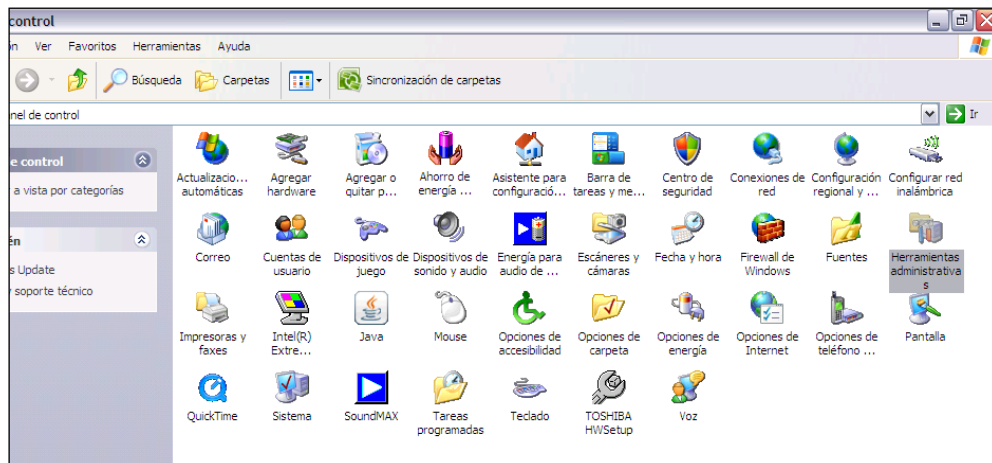 control
ón Ver Favoritos Herramientas Ayuda
Búsqueda Carpetas Sincronización de carpetas
nel de control Ir
e control
a vista por categorías
én
s Update
soporte técnico
Actualizacio... automáticas
Agregar hardware
Agregar o quitar p...
Ahorro de energía ...
Asistente para configuració...
Barra de tareas y me...
Centro de seguridad
Conexiones de red
Configuración regional y ...
Configurar red inalámbrica
Correo
Cuentas de usuario
Dispositivos de juego
Dispositivos de sonido y audio
Energía para audio de ...
Escáneres y cámaras
Fecha y hora
Firewall de Windows
Fuentes
Herramientas administrativas
Impresoras y faxes
Intel(R) Extre...
Java
Mouse
Opciones de accesibilidad
Opciones de carpeta
Opciones de energía
Opciones de Internet
Opciones de teléfono ...
Pantalla
QuickTime
Sistema
SoundMAX
Tareas programadas
Teclado
TOSHIBA HWSetup
Voz